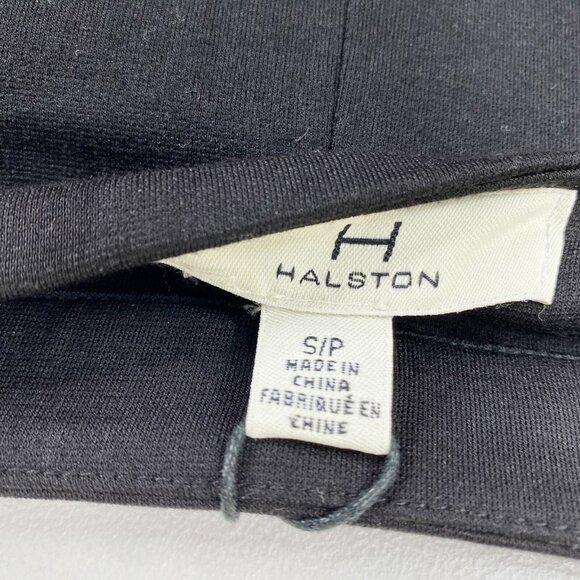 H
HALSTON
S/P
MADE IN
CHINA
FABRIQUÉ EN
CHINE